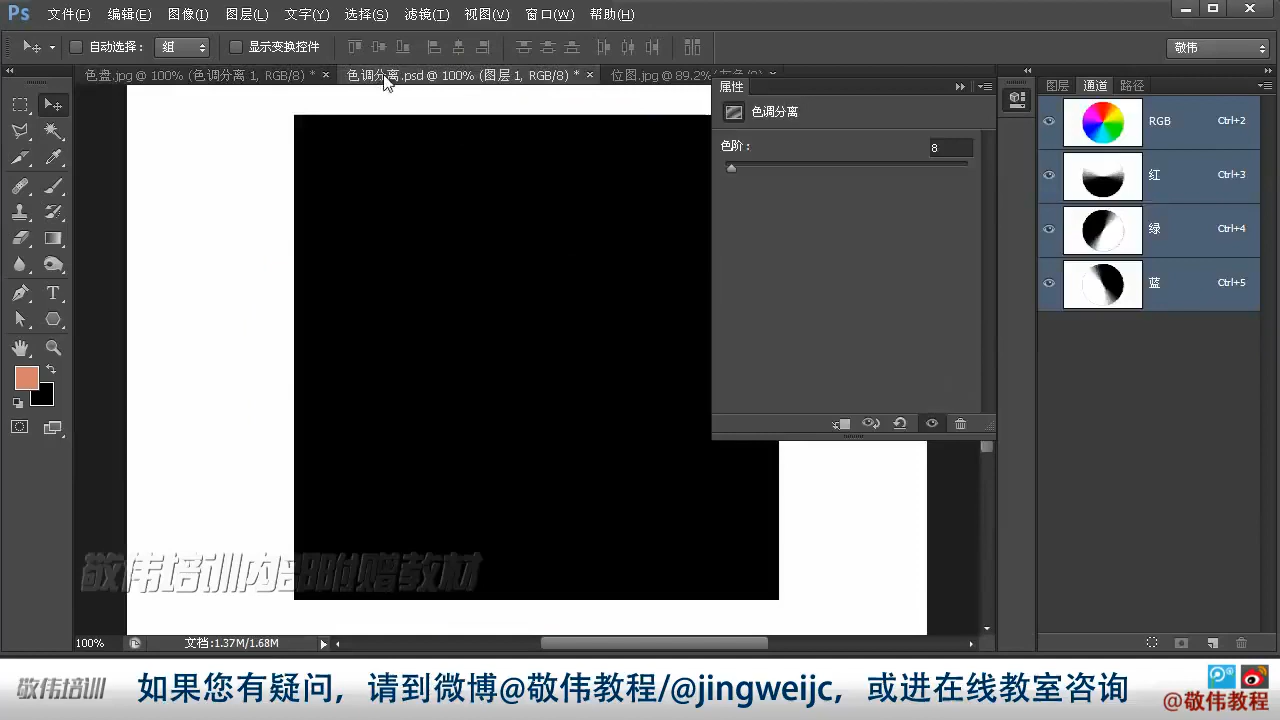 Ps 文件(F) 编辑(E) 图像(I) 图层(L) 文字(Y) 选择(S) 滤镜(T) 视图(V) 窗口(W) 帮助(H)
自动选择： 组 显示变换控件 敬伟
色盘.jpg @ 100% (色调分离 1, RGB/8) * × 色调分离.psd @ 100% (图层 1, RGB/8) * × 位图.jpg @ 89.2%
属性 图层 通道 路径
色调分离
色阶： 8
RGB Ctrl+2
红 Ctrl+3
绿 Ctrl+4
蓝 Ctrl+5
敬伟培训内部附赠教材
100% 文档:1.37M/1.68M
敬伟培训 如果您有疑问，请到微博@敬伟教程/@jingweijc，或进在线教室咨询
@敬伟教程